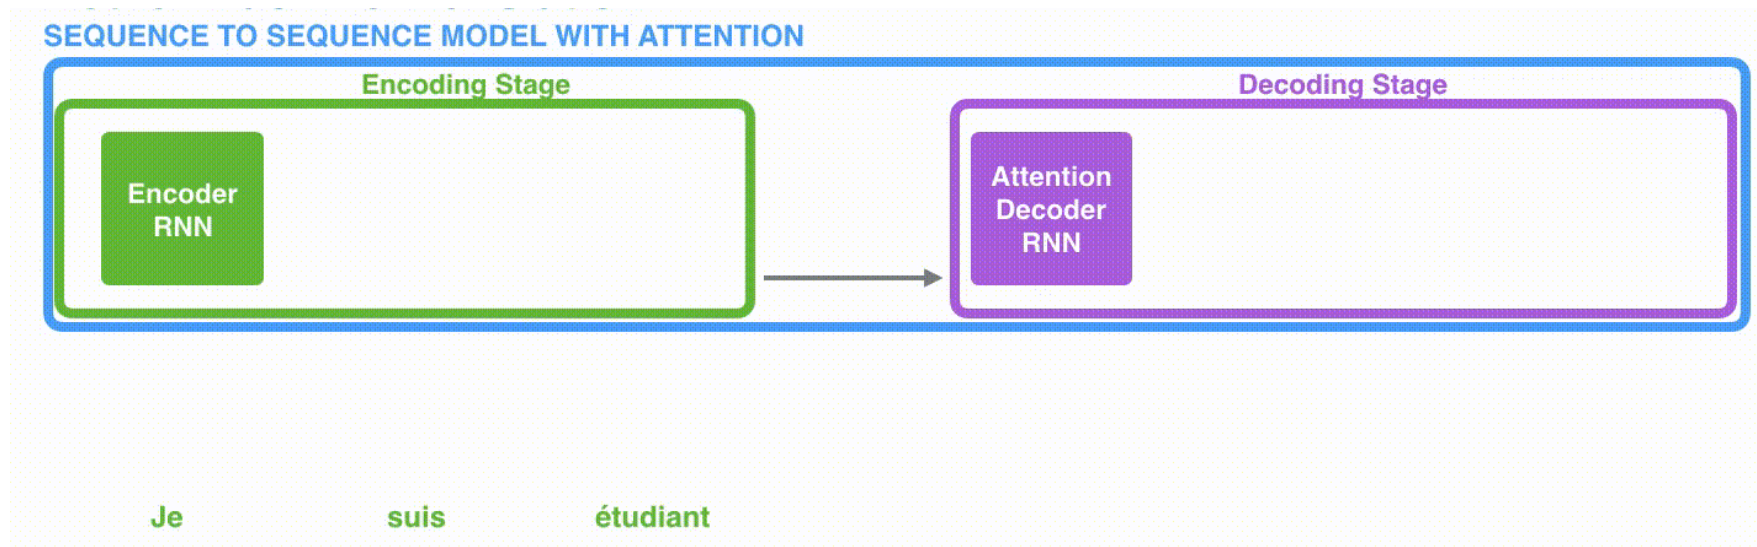 SEQUENCE TO SEQUENCE MODEL WITH ATTENTION
Encoding Stage
Decoding Stage
Encoder
RNN
Attention
Decoder
RNN
Je suis étudiant